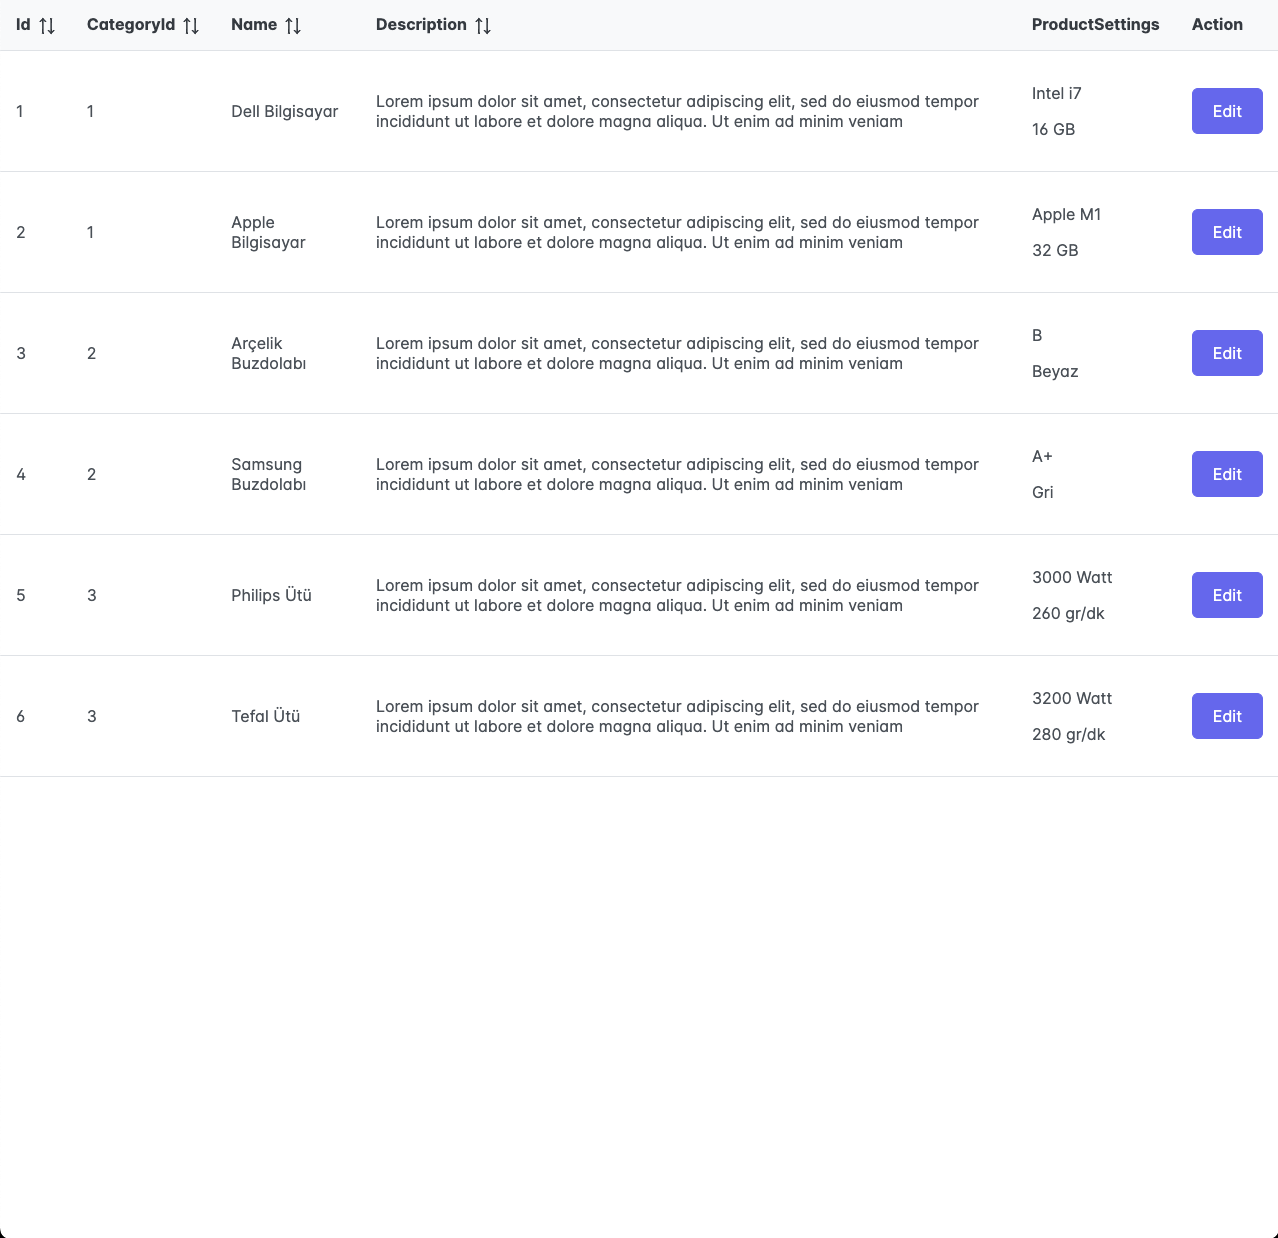 Id CategoryId Name Description ProductSettings Action
1 1 Dell Bilgisayar Lorem ipsum dolor sit amet, consectetur adipiscing elit, sed do eiusmod tempor
incididunt ut labore et dolore magna aliqua. Ut enim ad minim veniam
Intel i7
16 GB
Edit
2 1 Apple
Bilgisayar
Lorem ipsum dolor sit amet, consectetur adipiscing elit, sed do eiusmod tempor
incididunt ut labore et dolore magna aliqua. Ut enim ad minim veniam
Apple M1
32 GB
Edit
3 2 Arçelik
Buzdolabı
Lorem ipsum dolor sit amet, consectetur adipiscing elit, sed do eiusmod tempor
incididunt ut labore et dolore magna aliqua. Ut enim ad minim veniam
B
Beyaz
Edit
4 2 Samsung
Buzdolabı
Lorem ipsum dolor sit amet, consectetur adipiscing elit, sed do eiusmod tempor
incididunt ut labore et dolore magna aliqua. Ut enim ad minim veniam
A+
Gri
Edit
5 3 Philips Ütü Lorem ipsum dolor sit amet, consectetur adipiscing elit, sed do eiusmod tempor
incididunt ut labore et dolore magna aliqua. Ut enim ad minim veniam
3000 Watt
260 gr/dk
Edit
6 3 Tefal Ütü Lorem ipsum dolor sit amet, consectetur adipiscing elit, sed do eiusmod tempor
incididunt ut labore et dolore magna aliqua. Ut enim ad minim veniam
3200 Watt
280 gr/dk
Edit